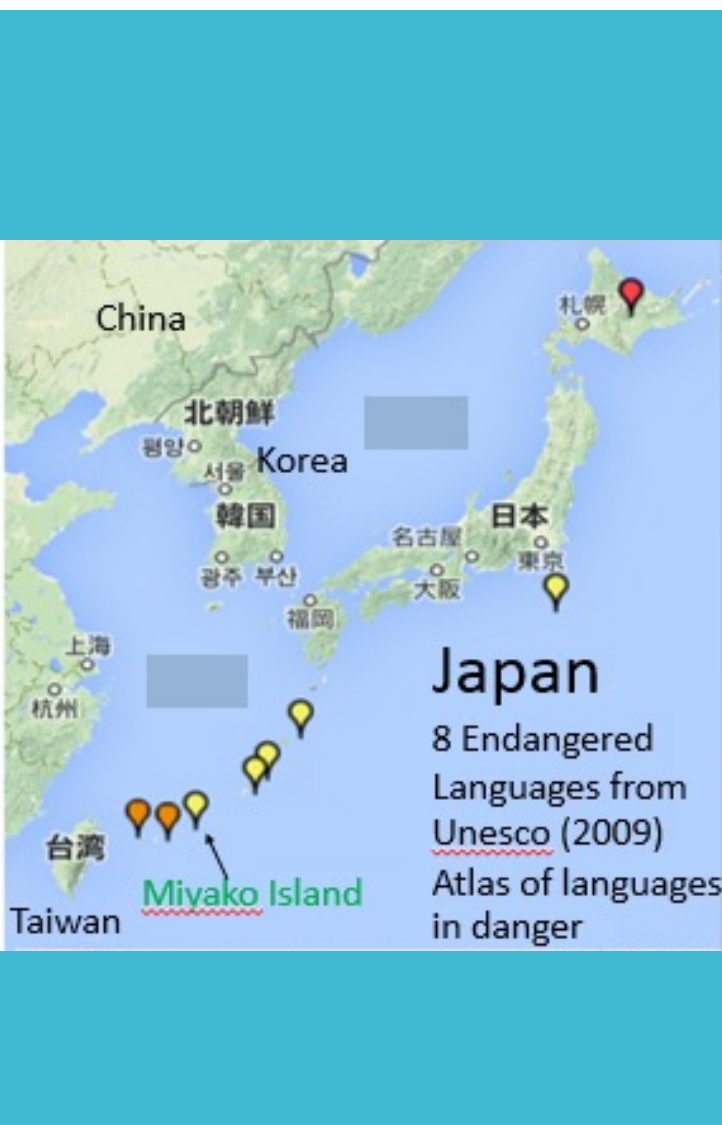 China
札幌
北朝鮮
평양
서울
Korea
韓国
日本
名古屋
東京
광주 부산
大阪
福岡
上海
杭州
Japan
8 Endangered
Languages from
Unesco (2009)
Atlas of languages
in danger
台湾
Miyako Island
Taiwan